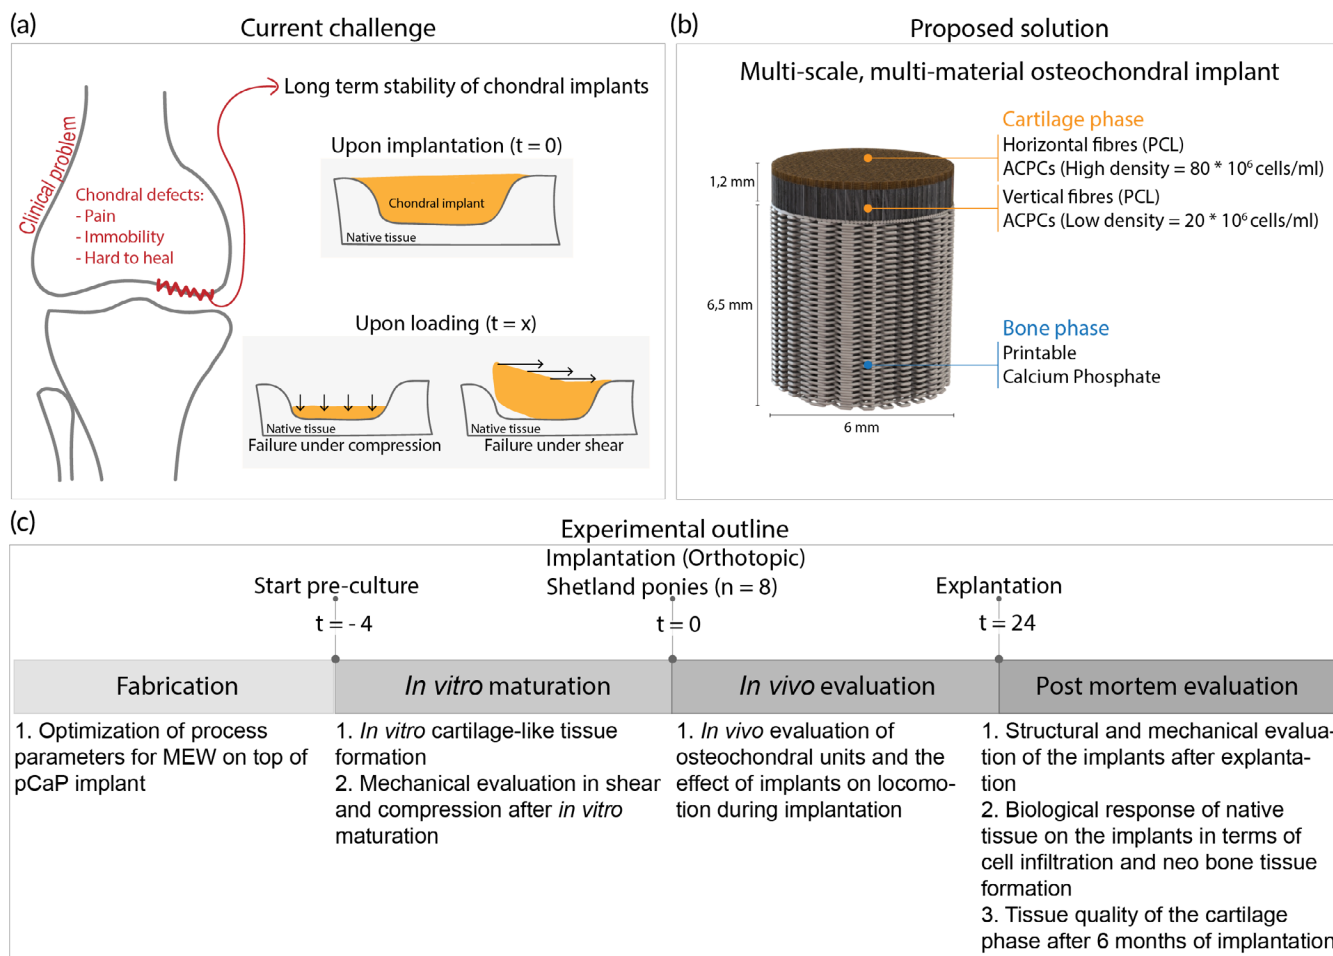 (a)
Current challenge
Clinical problem
Long term stability of chondral implants
Chondral defects:
- Pain
- Immobility
- Hard to heal
Upon implantation (t = 0)
Chondral implant
Native tissue
Upon loading (t = x)
Native tissue
Failure under compression
Native tissue
Failure under shear
(b)
Proposed solution
Multi-scale, multi-material osteochondral implant
Cartilage phase
Horizontal fibres (PCL)
ACPCs (High density = 80 * 10⁶ cells/ml)
Vertical fibres (PCL)
ACPCs (Low density = 20 * 10⁶ cells/ml)
1,2 mm
6,5 mm
Bone phase
Printable
Calcium Phosphate
6 mm
(c)
Experimental outline
Start pre-culture
t = - 4
Implantation (Orthotopic)
Shetland ponies (n = 8)
t = 0
Explantation
t = 24
Fabrication
In vitro maturation
In vivo evaluation
Post mortem evaluation
1. Optimization of process
parameters for MEW on top of
pCaP implant
1. In vitro cartilage-like tissue
formation
2. Mechanical evaluation in shear
and compression after in vitro
maturation
1. In vivo evaluation of
osteochondral units and the
effect of implants on locomo-
tion during implantation
1. Structural and mechanical evalua-
tion of the implants after explanta-
tion
2. Biological response of native
tissue on the implants in terms of
cell infiltration and neo bone tissue
formation
3. Tissue quality of the cartilage
phase after 6 months of implantation